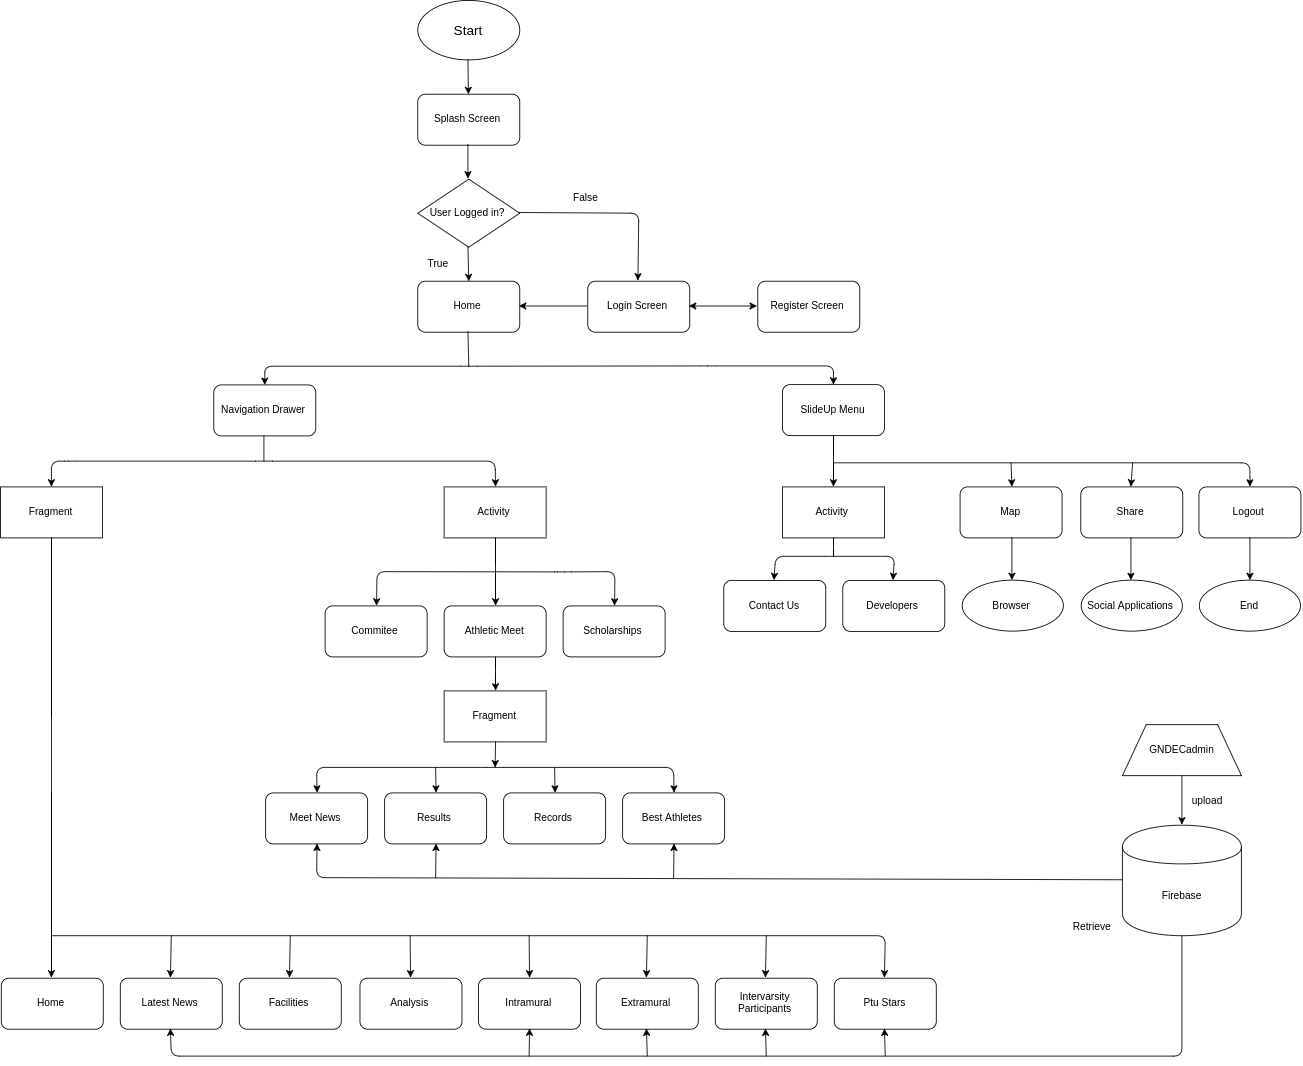 Start
Splash Screen
False
User Logged in?
True
Home
Login Screen
Register Screen
Navigation Drawer
SlideUp Menu
Fragment
Activity
Activity
Map
Share
Logout
Contact Us
Developers
Browser
Social Applications
End
Commitee
Athletic Meet
Scholarships
Fragment
GNDECadmin
upload
Meet News
Results
Records
Best Athletes
Firebase
Retrieve
Home
Latest News
Facilities
Analysis
Intramural
Extramural
Intervarsity
Participants
Ptu Stars